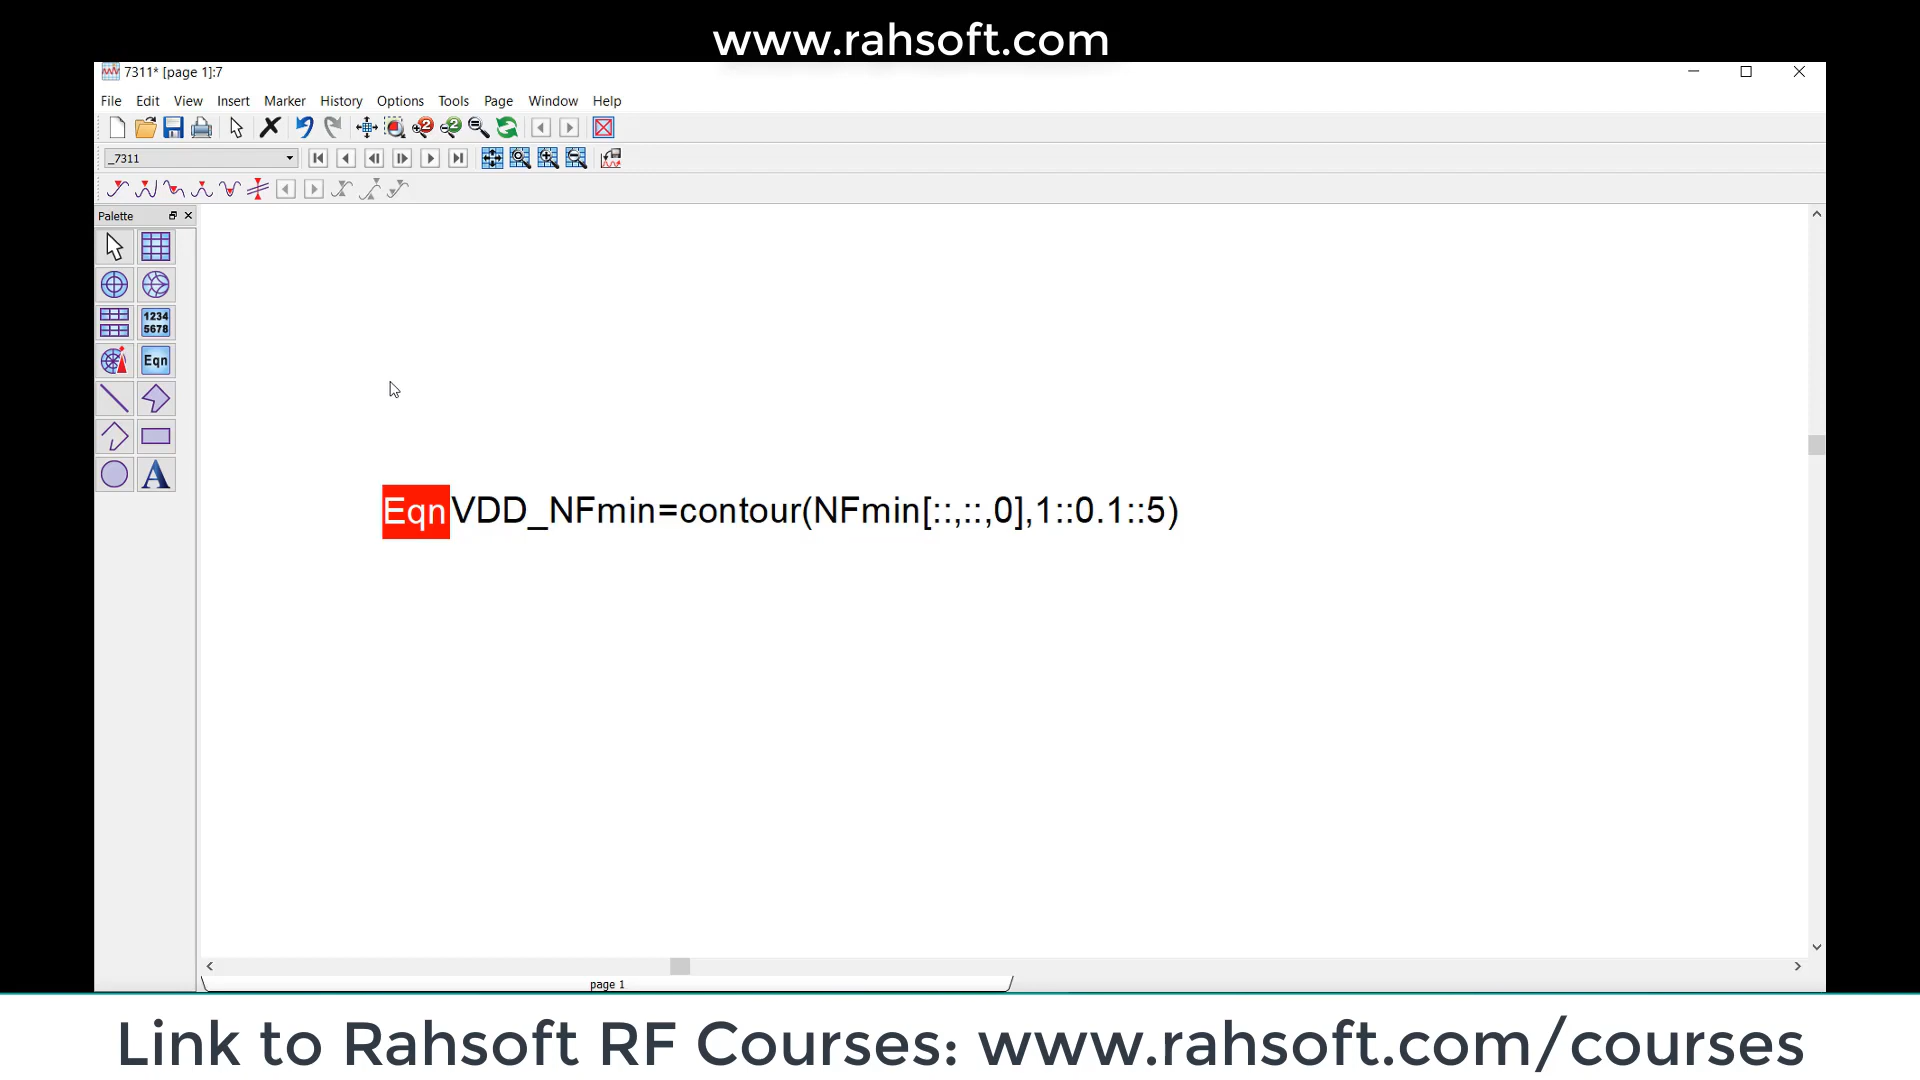 www.rahsoft.com
7311* [page 1]:7
File Edit View Insert Marker History Options Tools Page Window Help
_7311
Palette
1234
5678
Eqn
A
Eqn VDD_NFmin=contour(NFmin[::,::,0],1::0.1::5)
page 1
Link to Rahsoft RF Courses: www.rahsoft.com/courses